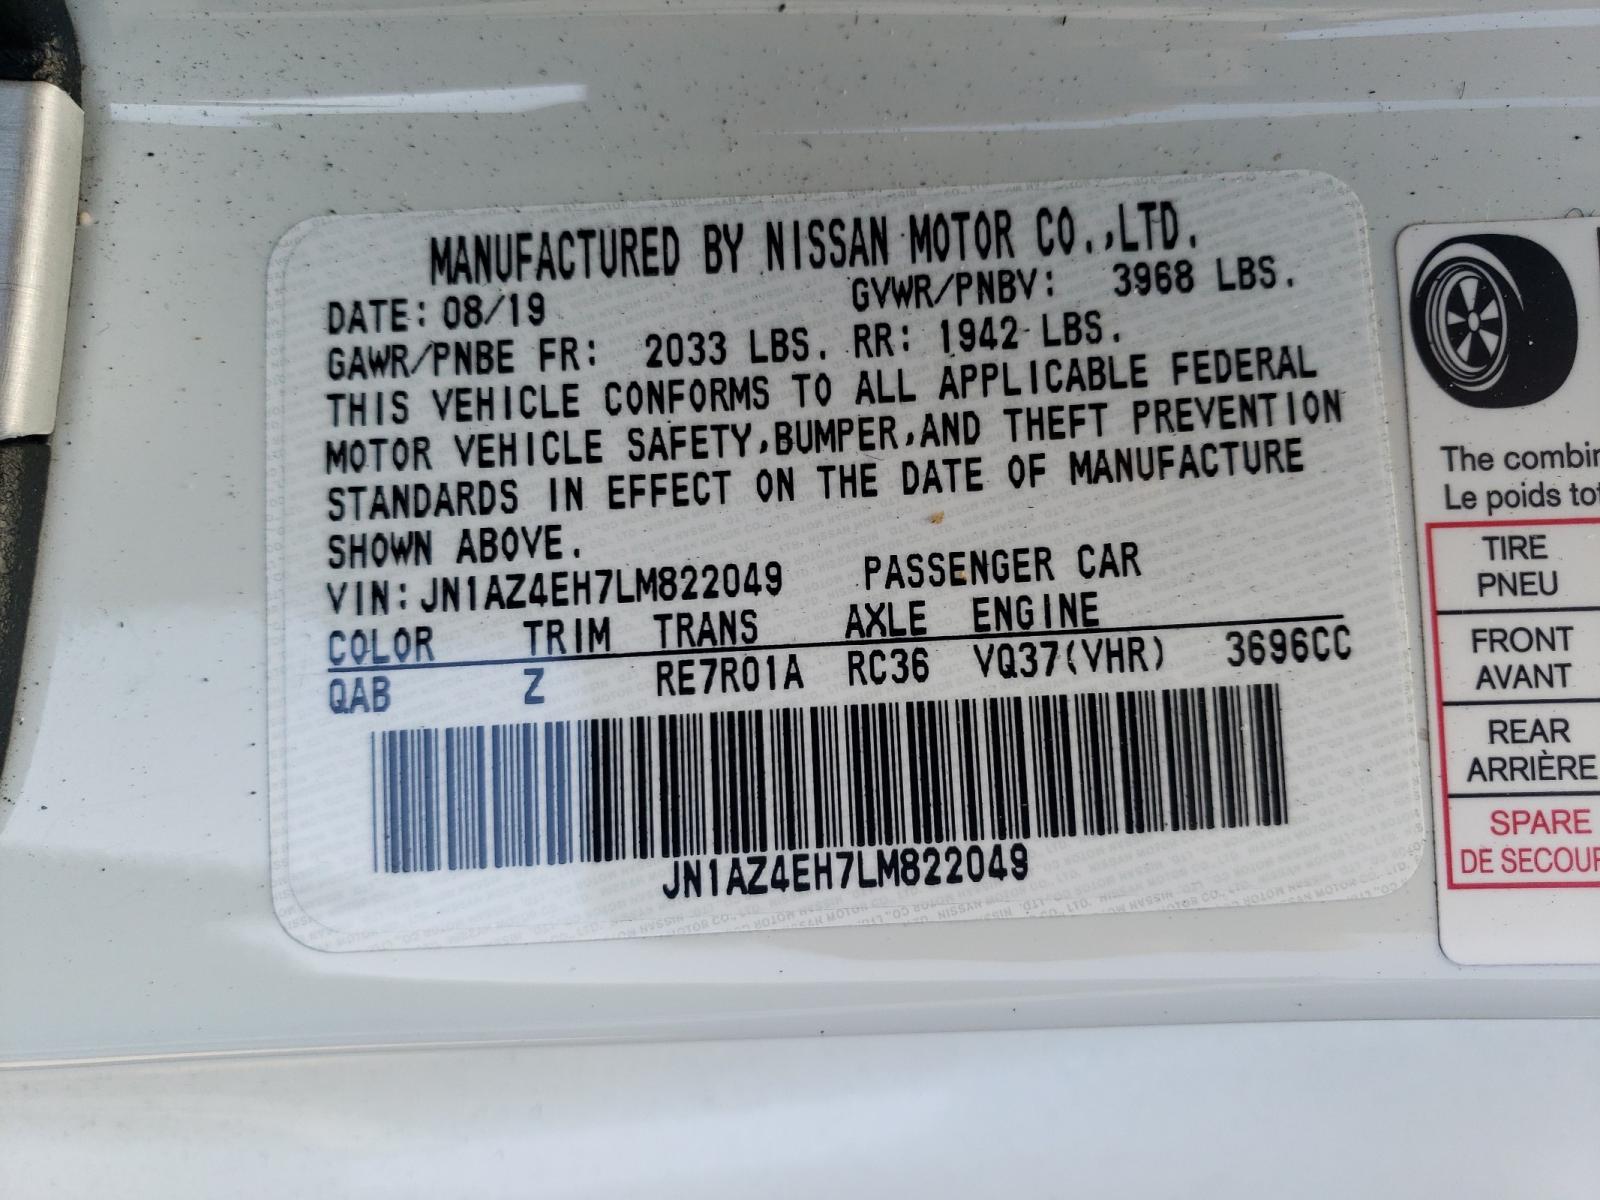 MANUFACTURED BY NISSAN MOTOR CO.,LTD.
DATE: 08/19 GVWR/PNBV: 3968 LBS.
GAWR/PNBE FR: 2033 LBS. RR: 1942 LBS.
THIS VEHICLE CONFORMS TO ALL APPLICABLE FEDERAL
MOTOR VEHICLE SAFETY,BUMPER,AND THEFT PREVENTION
STANDARDS IN EFFECT ON THE DATE OF MANUFACTURE
SHOWN ABOVE.
VIN:JN1AZ4EH7LM822049 PASSENGER CAR
COLOR TRIM TRANS AXLE ENGINE
QAB Z RE7R01A RC36 VQ37(VHR) 3696CC
JN1AZ4EH7LM822049
The combin
Le poids tot
TIRE
PNEU
FRONT
AVANT
REAR
ARRIÈRE
SPARE
DE SECOUR